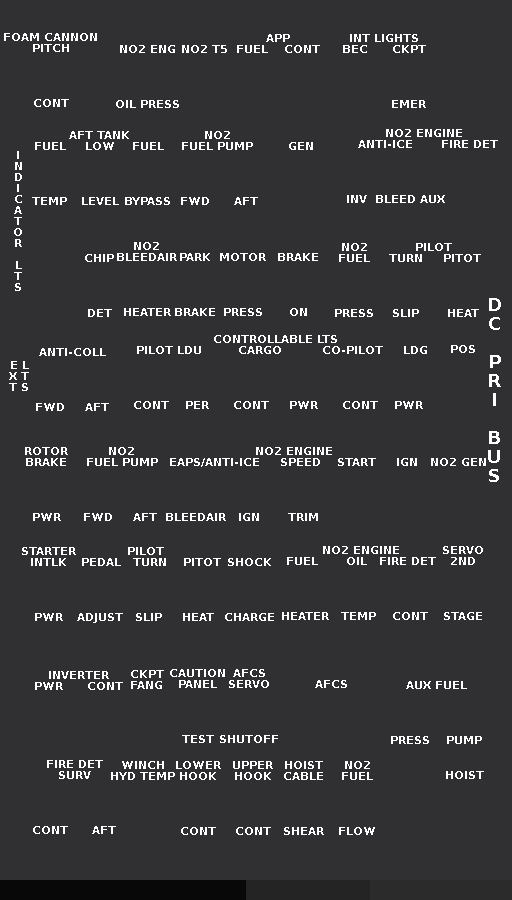 FOAM CANNON APP INT LIGHTS
PITCH NO2 ENG NO2 T5 FUEL CONT BEC CKPT
CONT OIL PRESS EMER
AFT TANK NO2 NO2 ENGINE
FUEL LOW FUEL FUEL PUMP GEN ANTI-ICE FIRE DET
INDICATOR LTS
TEMP LEVEL BYPASS FWD AFT INV BLEED AUX
NO2 NO2 PILOT
CHIP BLEEDAIR PARK MOTOR BRAKE FUEL TURN PITOT
DET HEATER BRAKE PRESS ON PRESS SLIP HEAT
DC PRI BUS
CONTROLLABLE LTS
ANTI-COLL PILOT LDU CARGO CO-PILOT LDG POS
EXT LTS
FWD AFT CONT PER CONT PWR CONT PWR
ROTOR NO2 NO2 ENGINE
BRAKE FUEL PUMP EAPS/ANTI-ICE SPEED START IGN NO2 GEN
PWR FWD AFT BLEEDAIR IGN TRIM
STARTER PILOT NO2 ENGINE SERVO
INTLK PEDAL TURN PITOT SHOCK FUEL OIL FIRE DET 2ND
PWR ADJUST SLIP HEAT CHARGE HEATER TEMP CONT STAGE
INVERTER CKPT CAUTION AFCS
PWR CONT FANG PANEL SERVO AFCS AUX FUEL
TEST SHUTOFF PRESS PUMP
FIRE DET WINCH LOWER UPPER HOIST NO2
SURV HYD TEMP HOOK HOOK CABLE FUEL HOIST
CONT AFT CONT CONT SHEAR FLOW